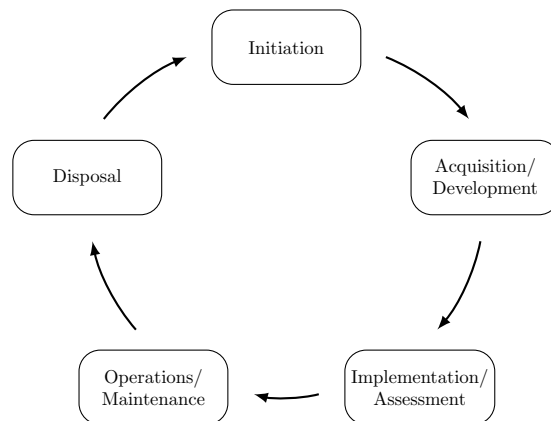 Initiation
Acquisition/
Development
Implementation/
Assessment
Operations/
Maintenance
Disposal